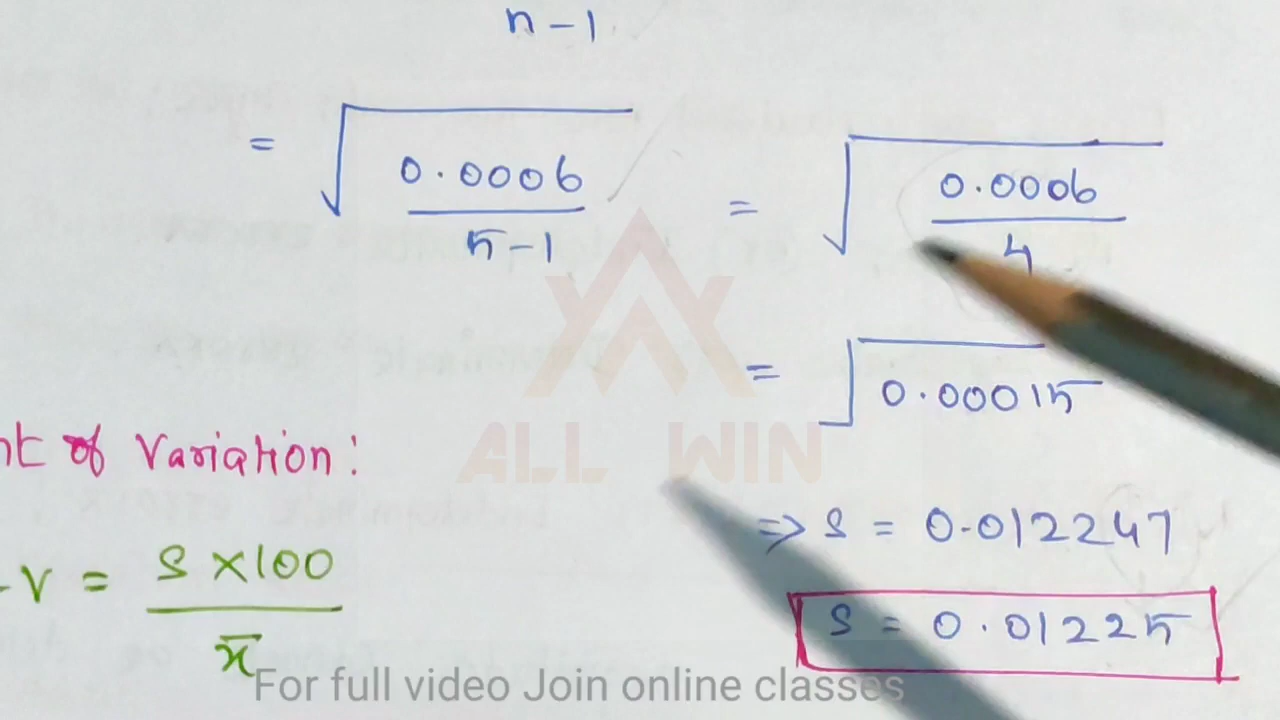 n - 1
= √ 0.0006 / 5-1 = √ 0.0006 / 4
= √ 0.00015
nt of Variation :
⇒ S = 0.012247
.V = S × 100 / x̄
S = 0.01225
ALL WIN
For full video Join online classes